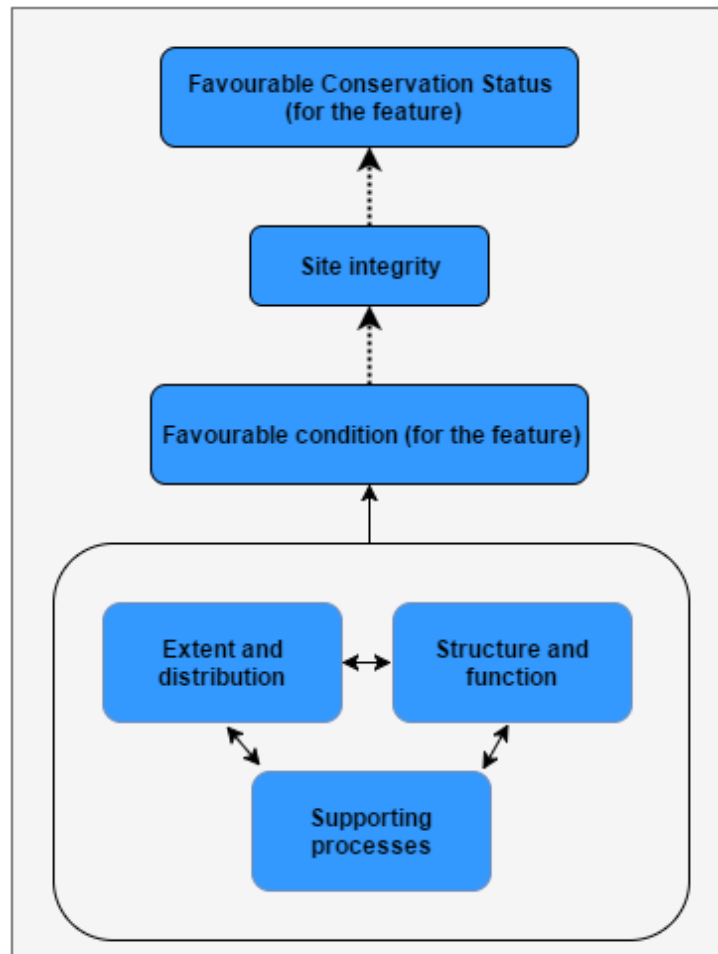 Favourable Conservation Status
(for the feature)
Site integrity
Favourable condition (for the feature)
Extent and
distribution
Structure and
function
Supporting
processes